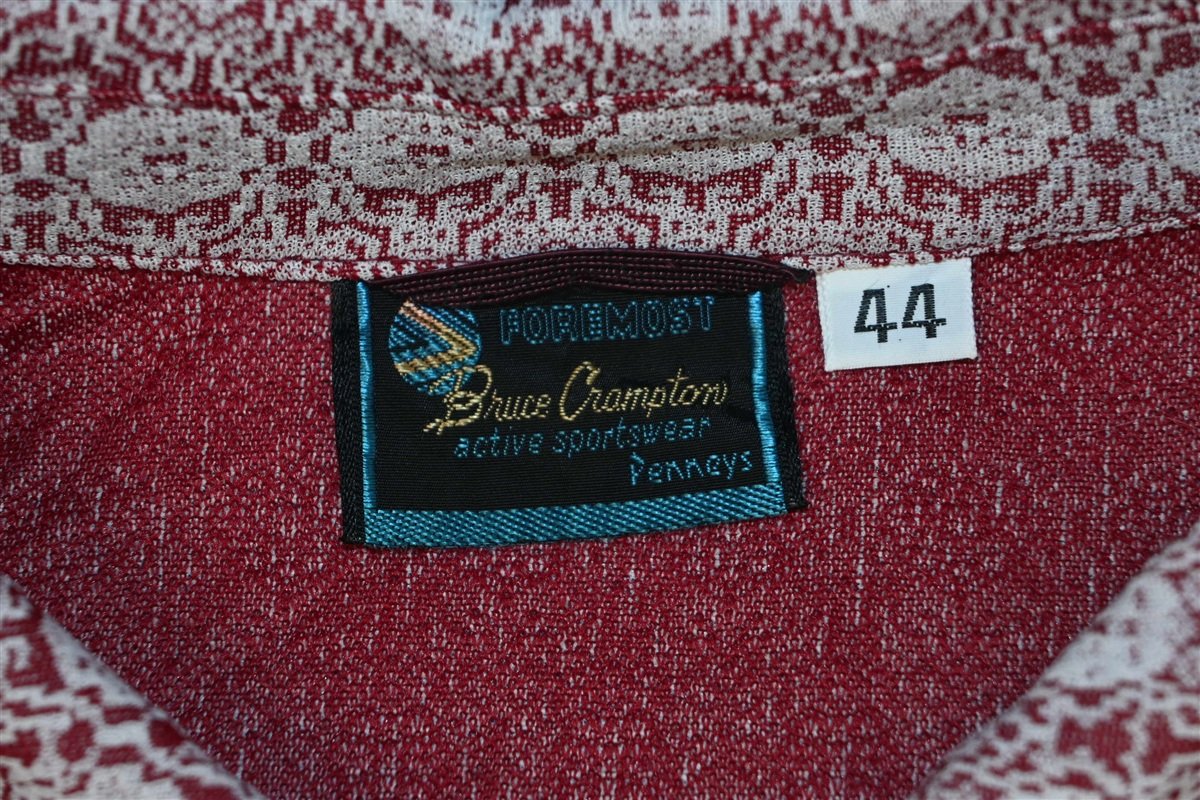 FOREMOST
Bruce Crampton
active sportswear
Penneys
44